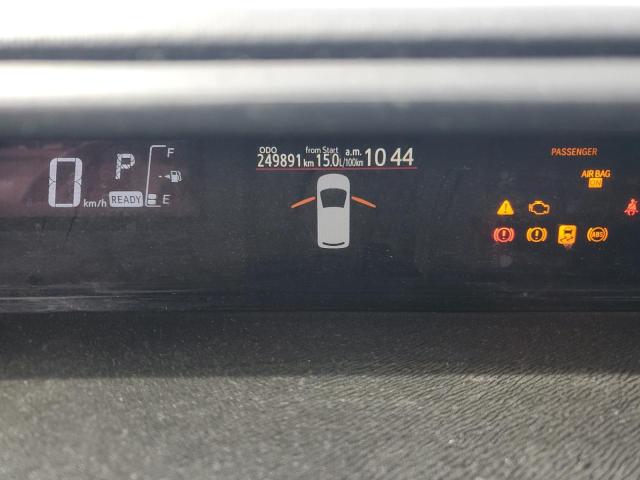 0 km/h
P
READY
F
E
ODO from Start a.m.
249891 km 15.0 L/100km 10 44
PASSENGER
AIR BAG
ON
ABS